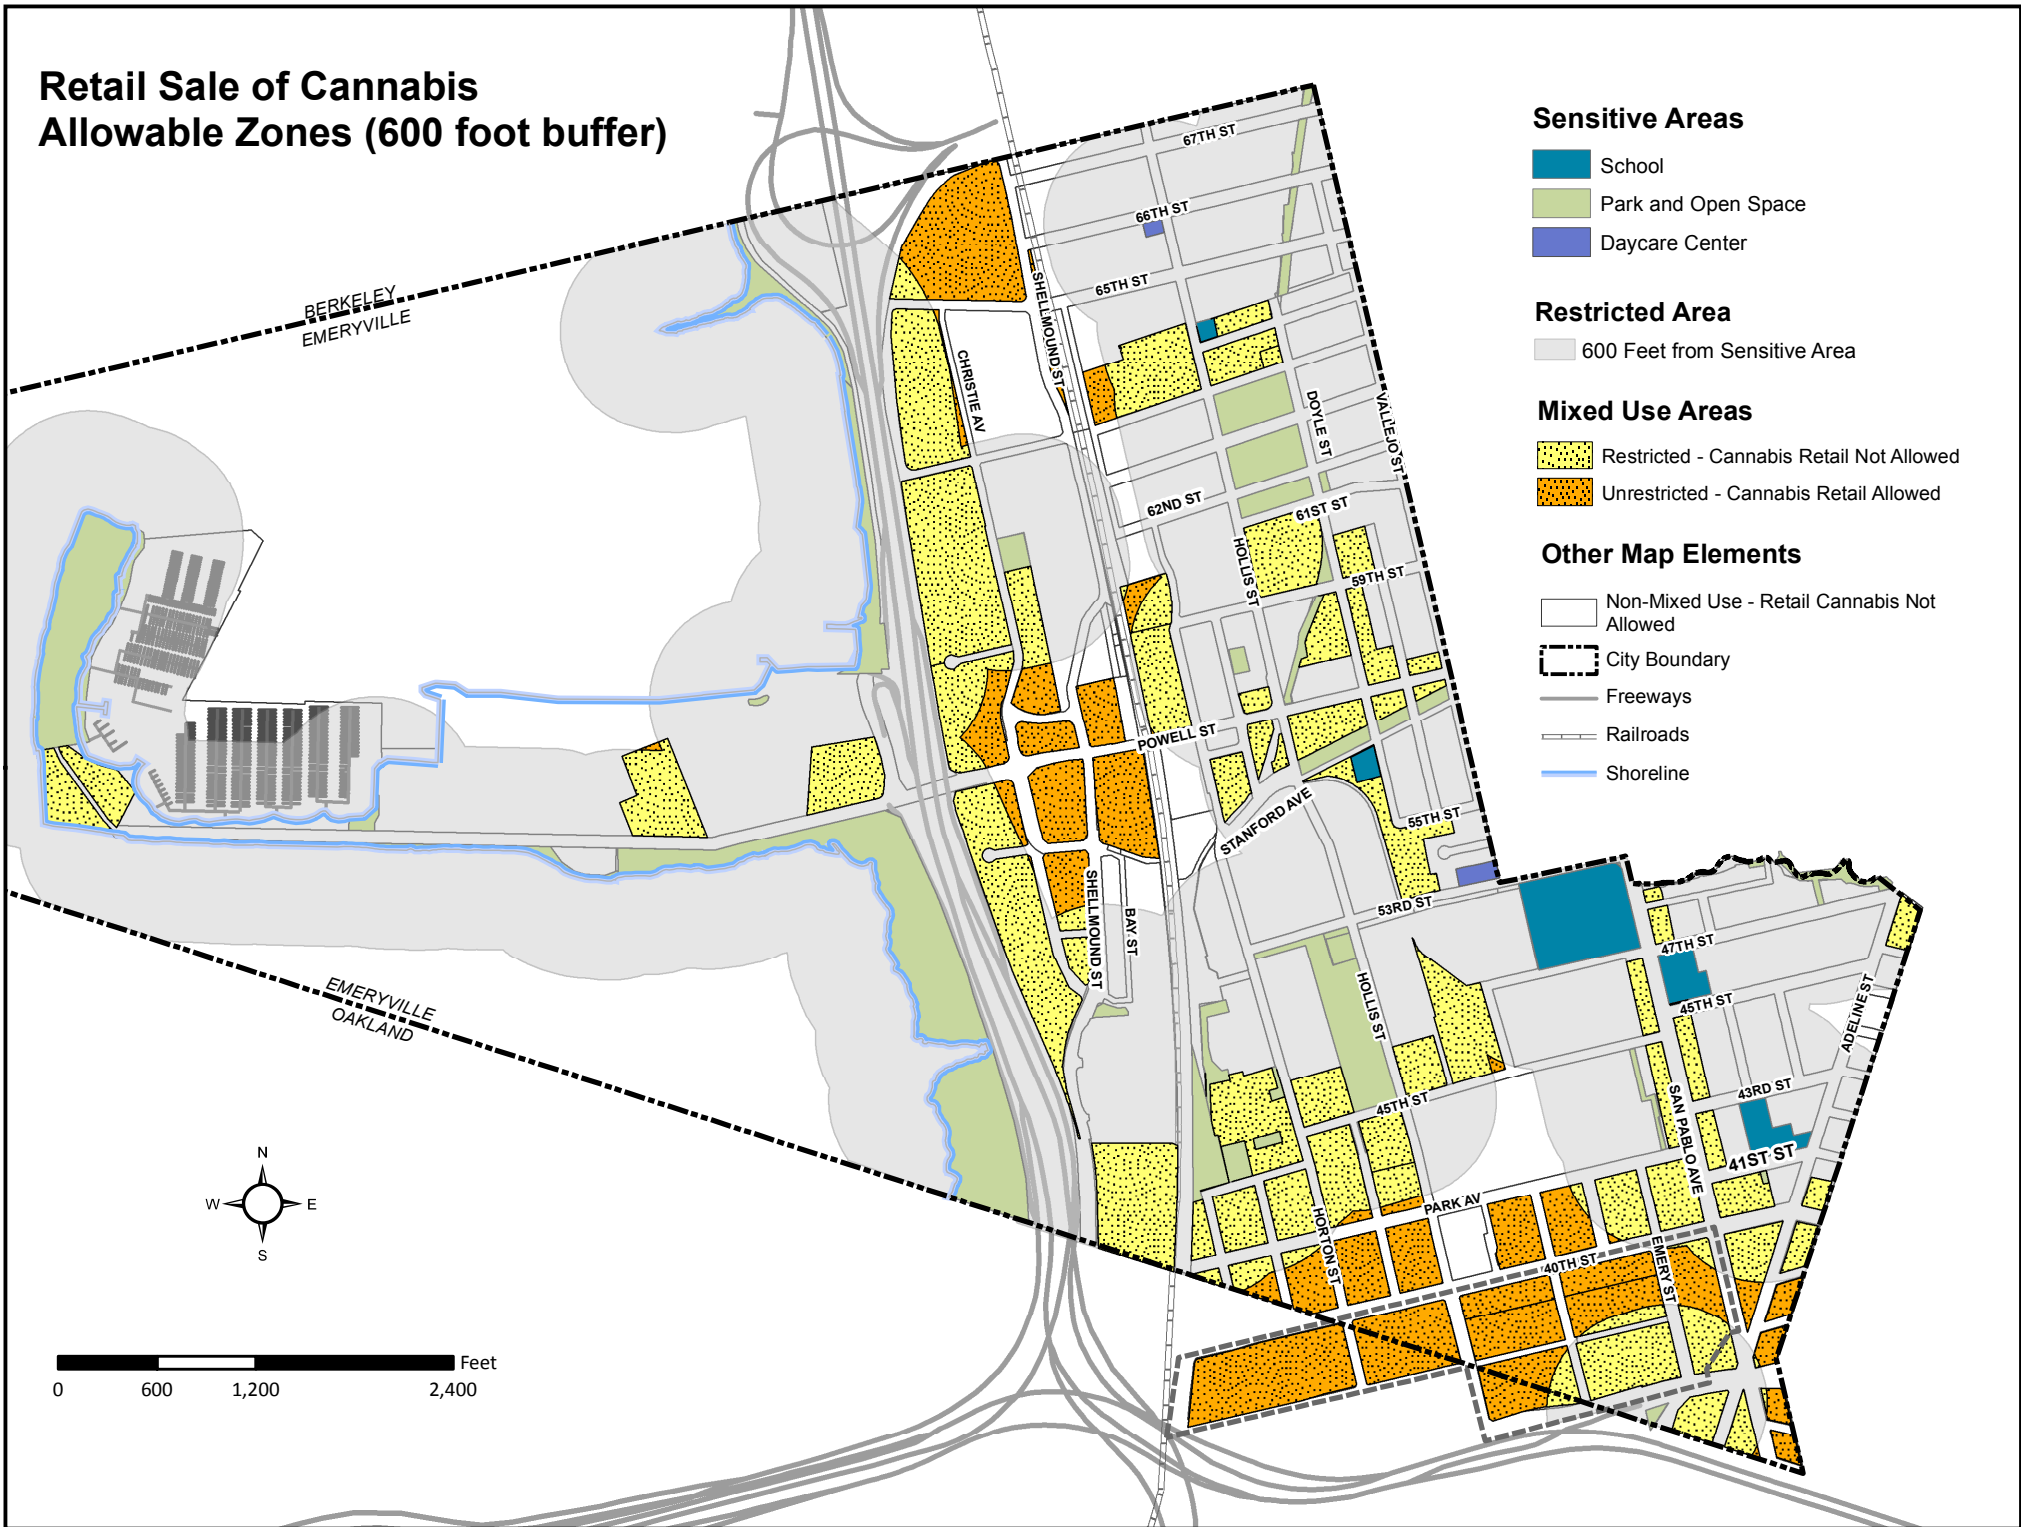 Retail Sale of Cannabis
Allowable Zones (600 foot buffer)
Sensitive Areas
School
Park and Open Space
Daycare Center
Restricted Area
600 Feet from Sensitive Area
Mixed Use Areas
Restricted - Cannabis Retail Not Allowed
Unrestricted - Cannabis Retail Allowed
Other Map Elements
Non-Mixed Use - Retail Cannabis Not
Allowed
City Boundary
Freeways
Railroads
Shoreline
BERKELEY
EMERYVILLE
67TH ST
66TH ST
65TH ST
SHELLMOUND ST
CHRISTIE AV
DOYLE ST
VALLEJO ST
62ND ST
61ST ST
HOLLIS ST
59TH ST
POWELL ST
STANFORD AVE
55TH ST
53RD ST
SHELLMOUND ST
BAY ST
47TH ST
45TH ST
HOLLIS ST
ADELINE ST
EMERYVILLE
OAKLAND
45TH ST
SAN PABLO AVE
43RD ST
41ST ST
PARK AV
HORTON ST
40TH ST
EMERY ST
N
W
E
S
Feet
0
600
1,200
2,400